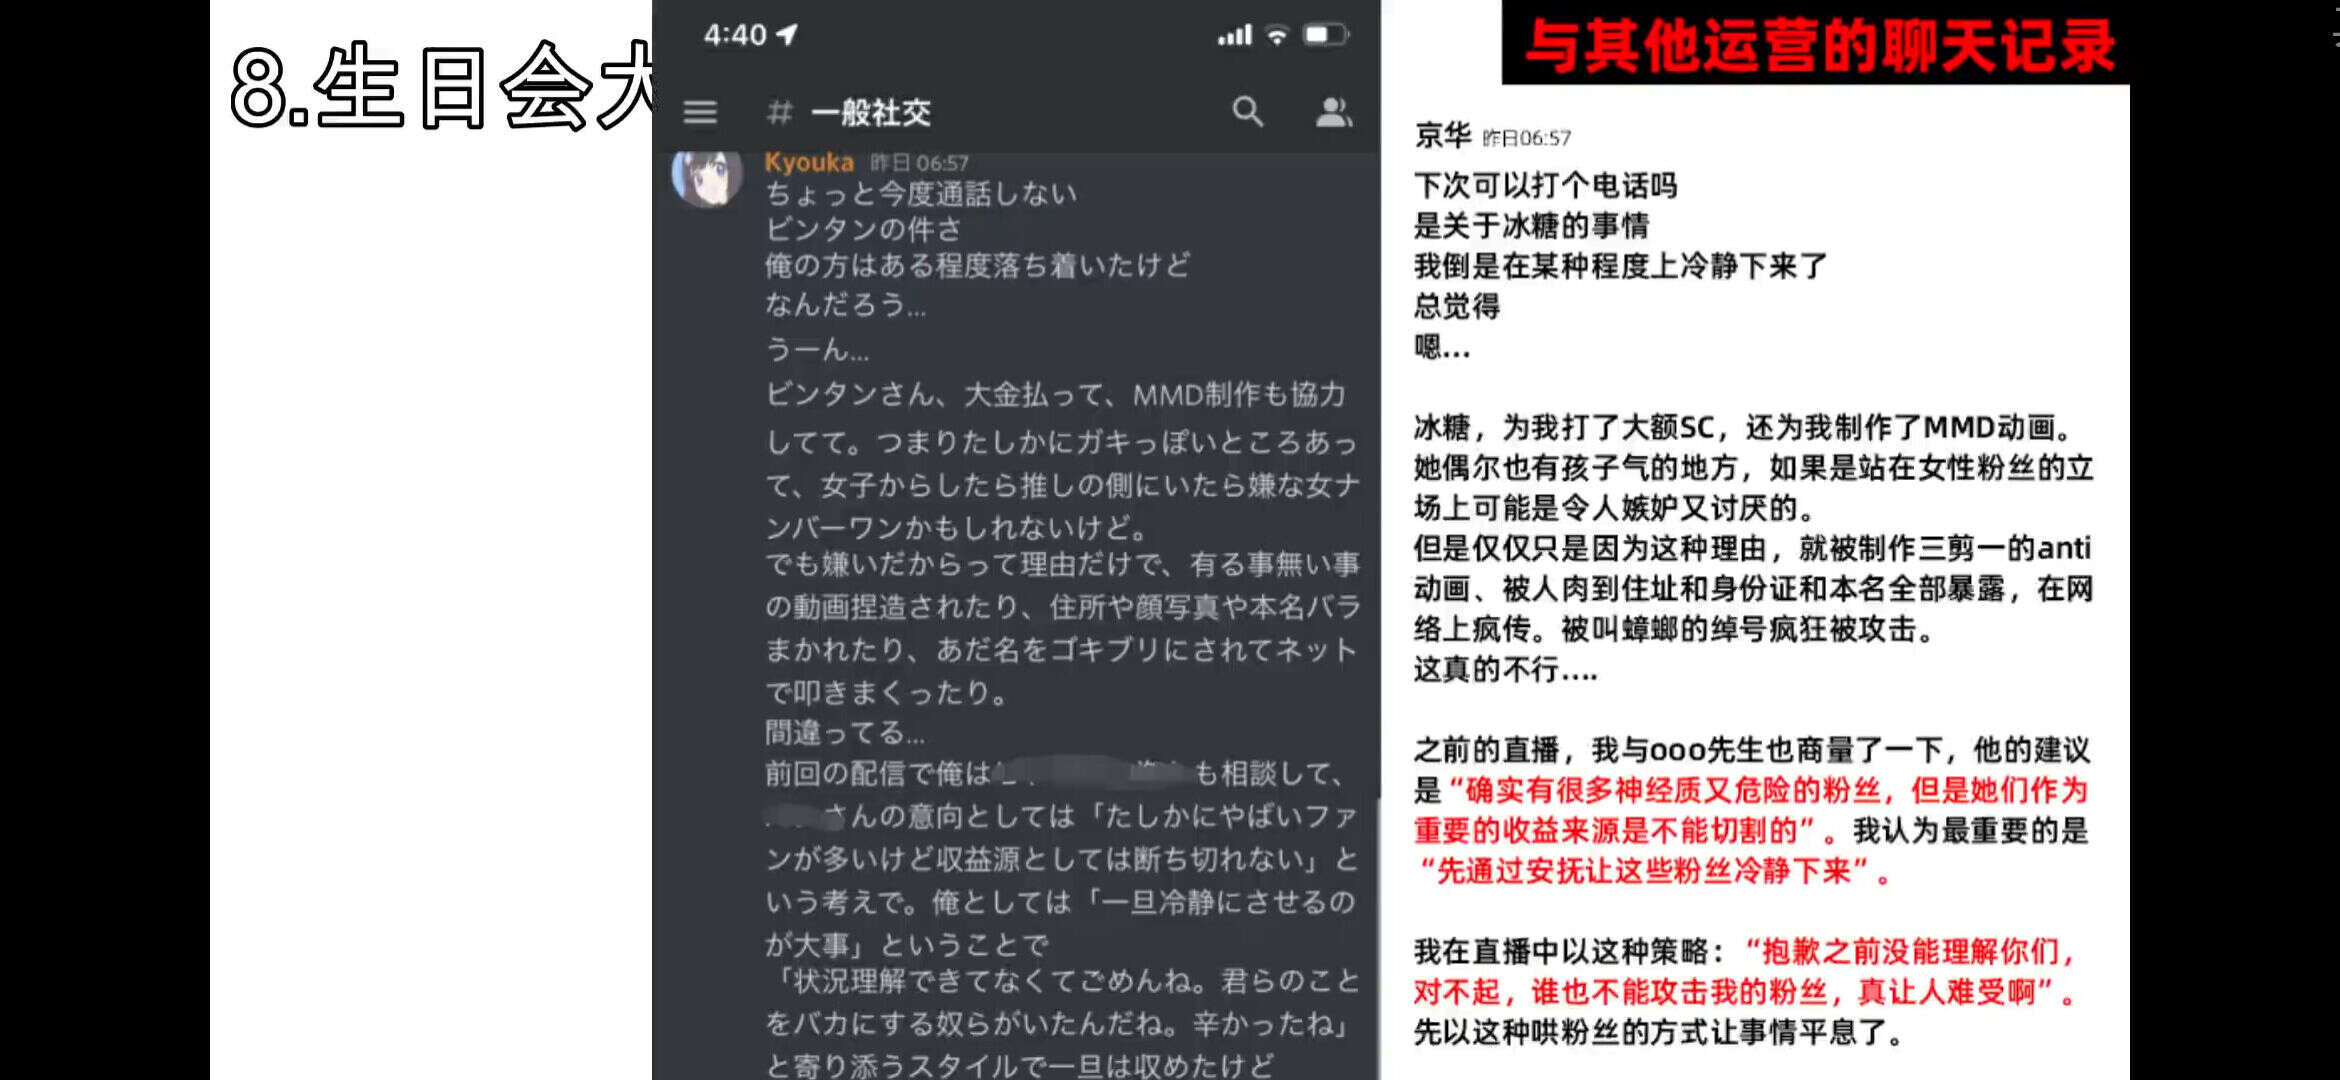 8.生日会大
4:40
# 一般社交
Kyouka 昨日 06:57
ちょっと今度通話しない
ビンタンの件さ
俺の方はある程度落ち着いたけど
なんだろう...
うーん...
ビンタンさん、大金払って、MMD制作も協力
してて。つまりたしかにガキっぽいところあっ
て、女子からしたら推しの側にいたら嫌な女ナ
ンバーワンかもしれないけど。
でも嫌いだからって理由だけで、有る事無い事
の動画捏造されたり、住所や顔写真や本名バラ
まかれたり、あだ名をゴキブリにされてネット
で叩きまくったり。
間違ってる...
前回の配信で俺は も相談して、
さんの意向としては「たしかにやばいファ
ンが多いけど収益源としては断ち切れない」と
いう考えで。俺としては「一旦冷静にさせるの
が大事」ということで
「状況理解できてなくてごめんね。君らのこと
をバカにする奴らがいたんだね。辛かったね」
と寄り添うスタイルで一旦は収めたけど
与其他运营的聊天记录
京华 昨日06:57
下次可以打个电话吗
是关于冰糖的事情
我倒是在某种程度上冷静下来了
总觉得
嗯...
冰糖，为我打了大额SC，还为我制作了MMD动画。
她偶尔也有孩子气的地方，如果是站在女性粉丝的立
场上可能是令人嫉妒又讨厌的。
但是仅仅只是因为这种理由，就被制作三剪一的anti
动画、被人肉到住址和身份证和本名全部暴露，在网
络上疯传。被叫蟑螂的绰号疯狂被攻击。
这真的不行....
之前的直播，我与ooo先生也商量了一下，他的建议
是“确实有很多神经质又危险的粉丝，但是她们作为
重要的收益来源是不能切割的”。我认为最重要的是
“先通过安抚让这些粉丝冷静下来”。
我在直播中以这种策略：“抱歉之前没能理解你们，
对不起，谁也不能攻击我的粉丝，真让人难受啊”。
先以这种哄粉丝的方式让事情平息了。